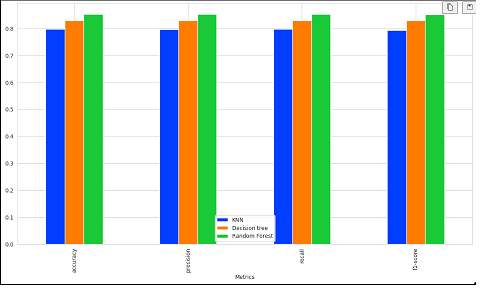 0.8
0.7
0.6
0.5
0.4
0.3
0.2
0.1
0.0
KNN
Decision tree
Random Forest
accuracy
precision
recall
f1-score
Metrics